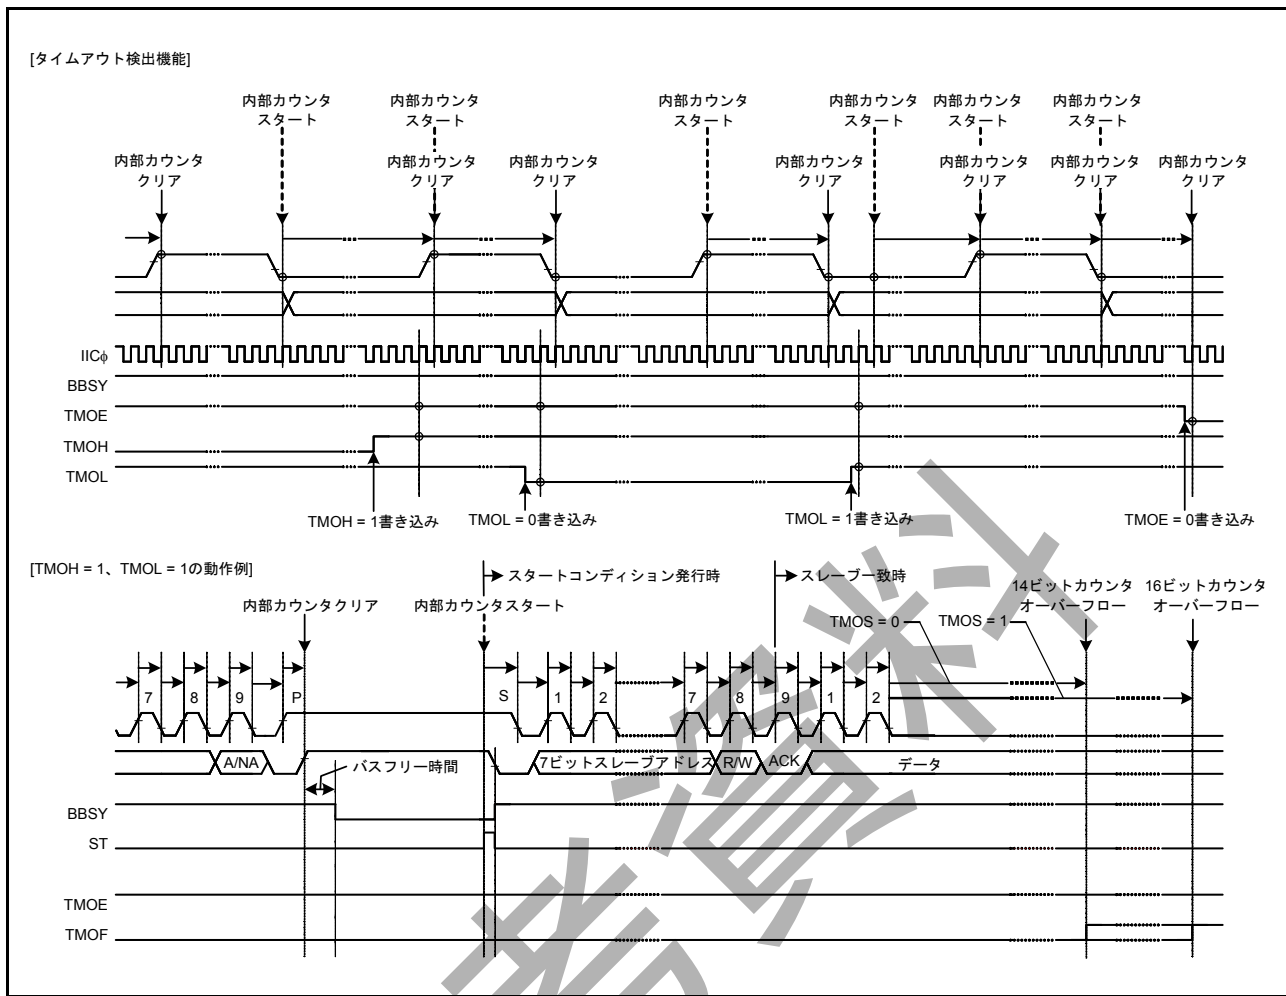 [タイムアウト検出機能]
内部カウンタ
スタート
内部カウンタ
スタート
内部カウンタ
スタート
内部カウンタ
スタート
内部カウンタ
スタート
内部カウンタ
スタート
内部カウンタ
クリア
内部カウンタ
クリア
内部カウンタ
クリア
内部カウンタ
クリア
内部カウンタ
クリア
内部カウンタ
クリア
内部カウンタ
クリア
IICφ
BBSY
TMOE
TMOH
TMOL
TMOH = 1書き込み
TMOL = 0書き込み
TMOL = 1書き込み
TMOE = 0書き込み
[TMOH = 1、TMOL = 1の動作例]
スタートコンディション発行時
スレーブ一致時
内部カウンタクリア
内部カウンタスタート
14ビットカウンタ
オーバーフロー
16ビットカウンタ
オーバーフロー
TMOS = 0
TMOS = 1
7 8 9 P S 1 2 7 8 9 1 2
A/NA
バスフリー時間
7ビットスレーブアドレス
R/W
ACK
データ
BBSY
ST
TMOE
TMOF
考資料